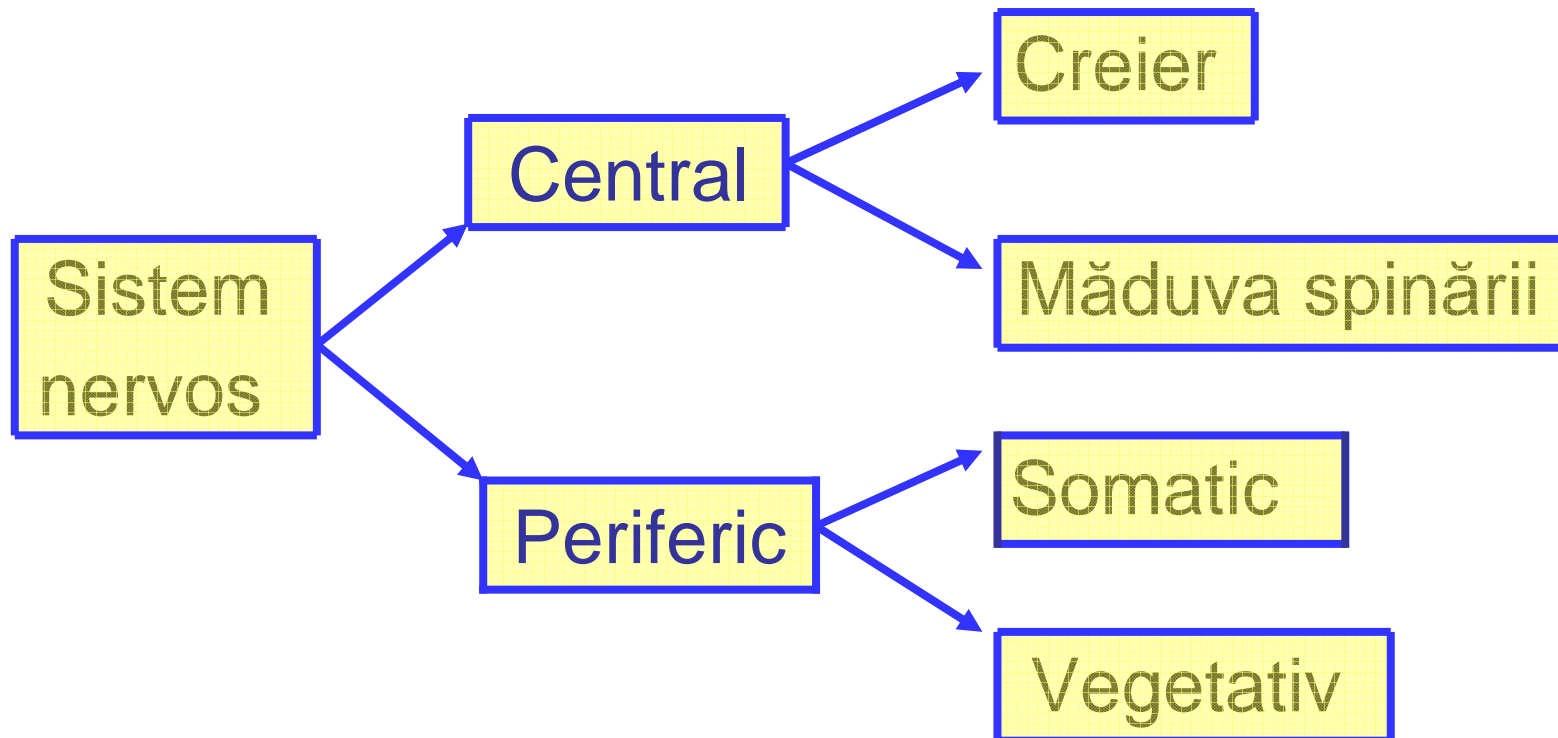 Creier
Central
Măduva spinării
Sistem
nervos
Somatic
Periferic
Vegetativ